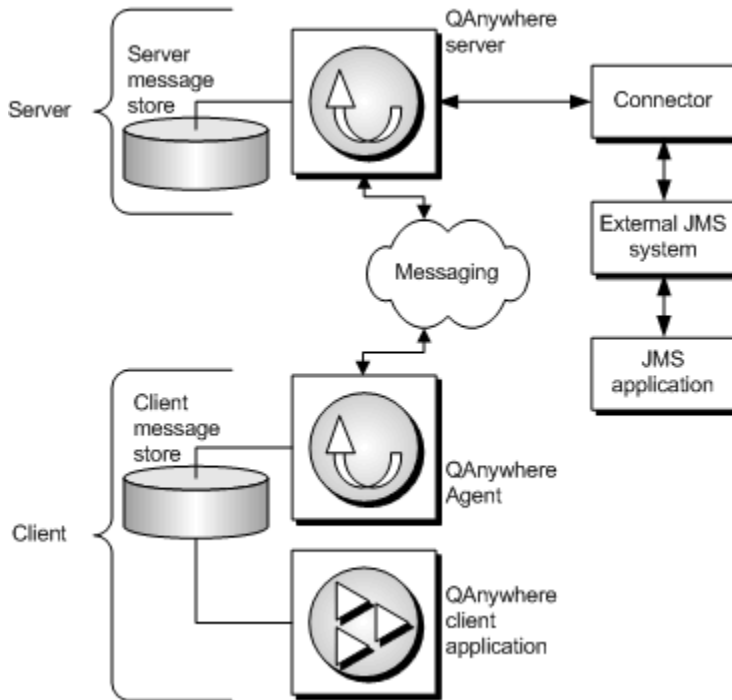 QAnywhere
server
Server
message
store
Server
Connector
External JMS
system
Messaging
JMS
application
Client
message
store
QAnywhere
Agent
Client
QAnywhere
client
application